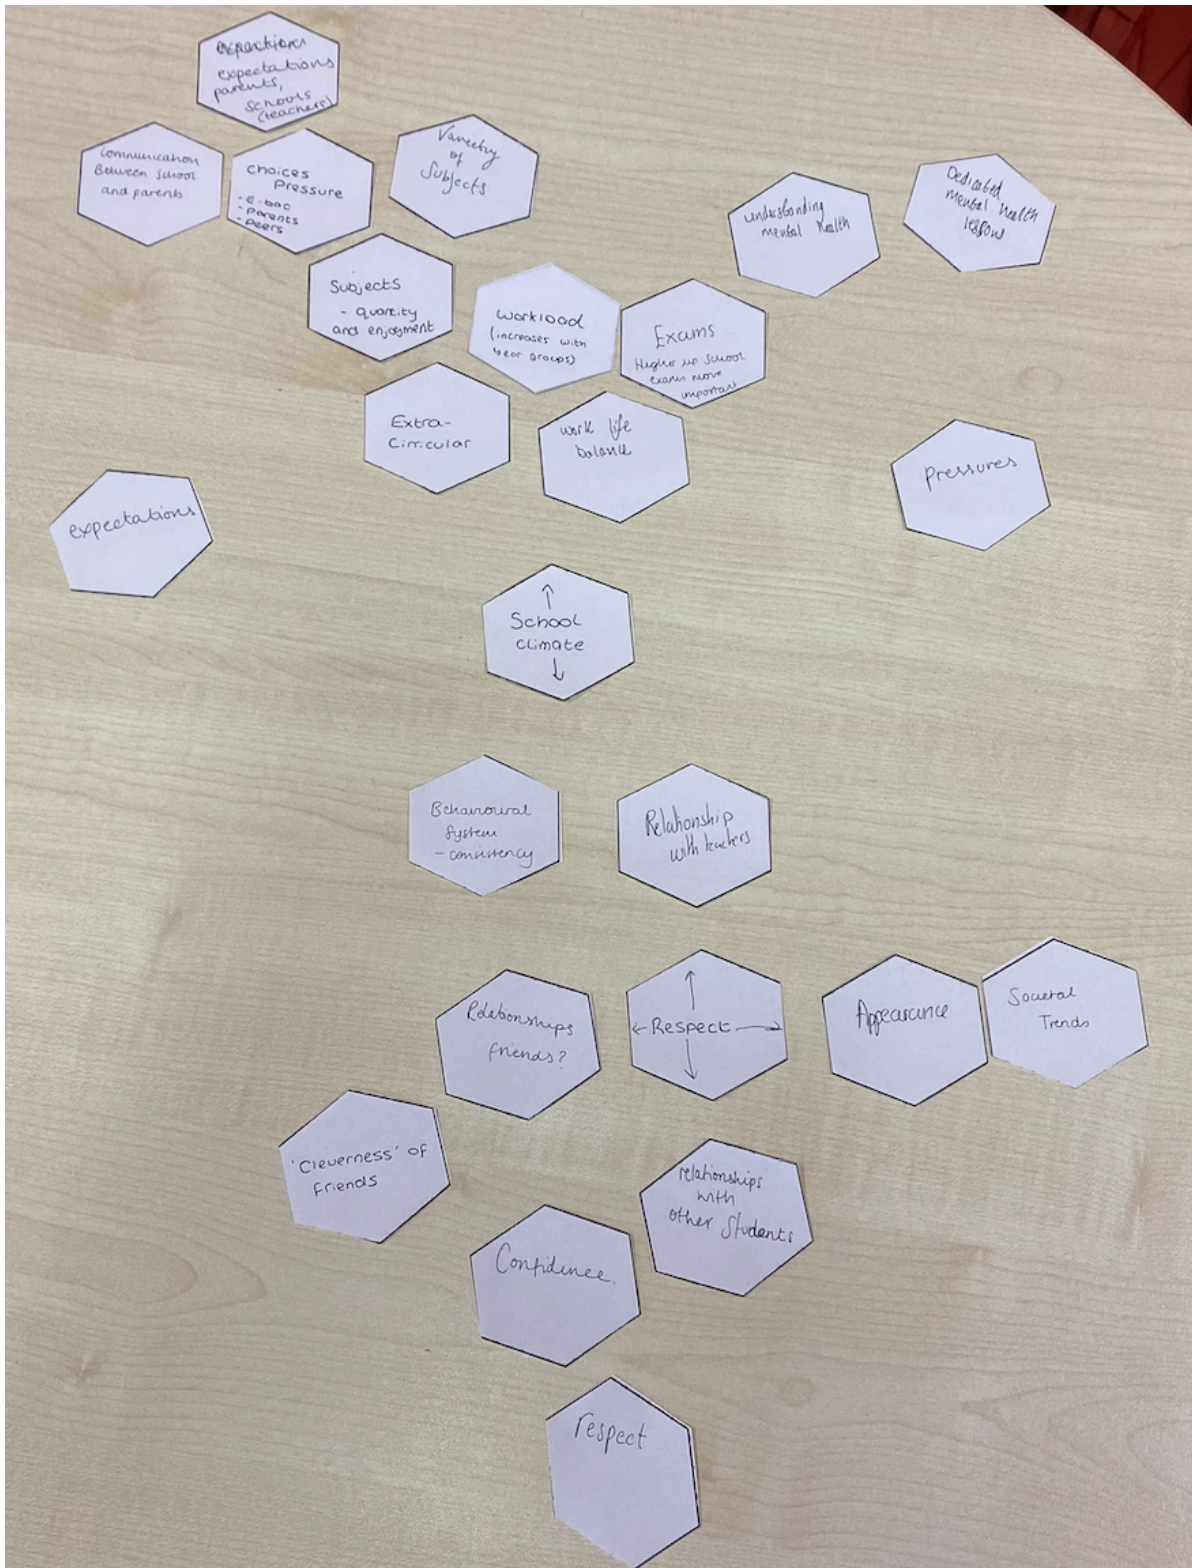 expectations
parents,
schools
(teachers)
Communication
Between school
and parents.
Choices
Pressure
- E-bac
- Parents
- Peers
Variety
of
Subjects
understanding
mental health
Dedicated
mental health
lessons
Subjects
- quantity
and enjoyment
Workload
(increases with
year groups)
Exams
Higher up school
exams more
important
Extra-
Cirricular
work life
balance
pressures
expectations
School
climate
Behavioural
System
- consistency
Relationship
with teachers
Relationships
friends?
Respect
Appearance
Societal
Trends
'Cleverness' of
friends
relationships
with
other students
Confidence.
respect